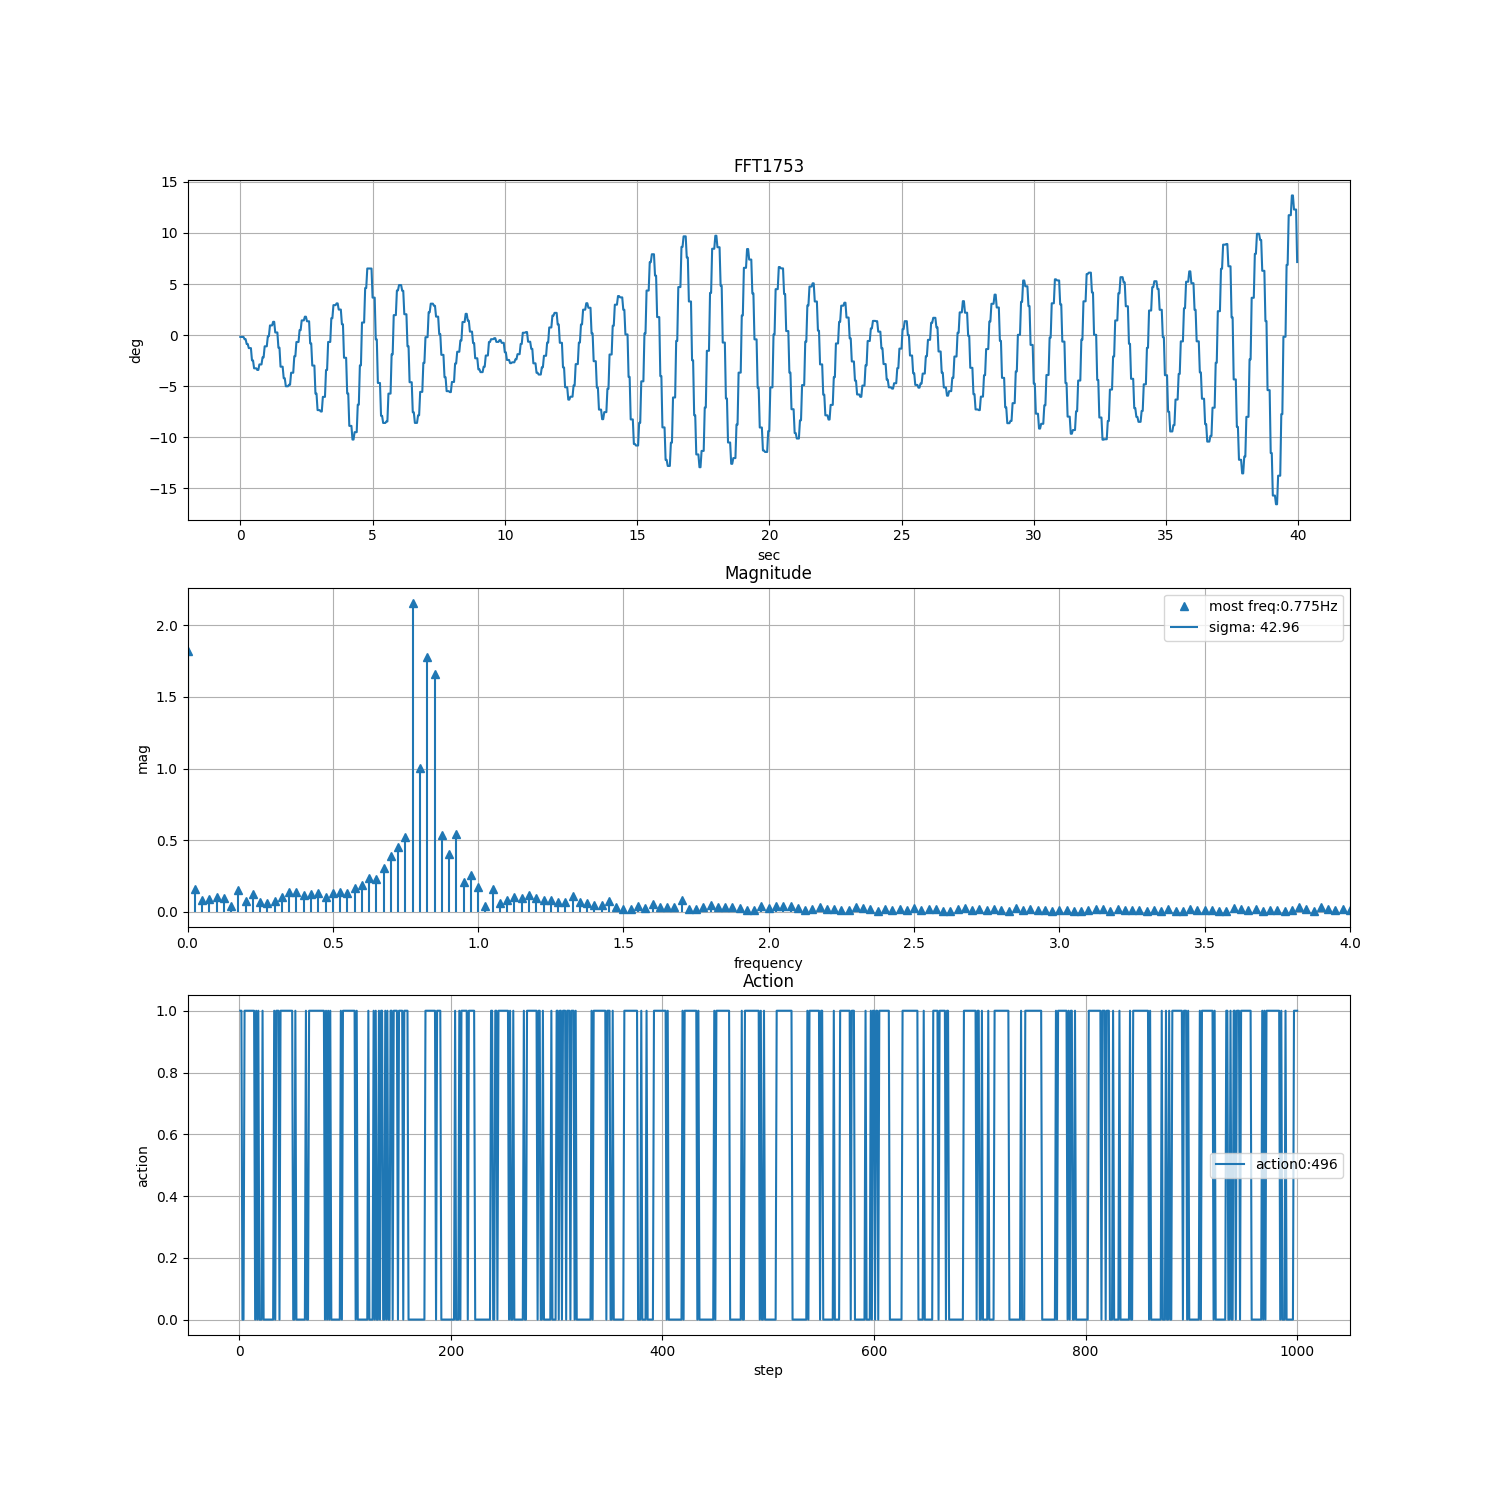 FFT1753
15
10
5
0
−5
−10
−15
deg
0 5 10 15 20 25 30 35 40
sec
Magnitude
most freq:0.775Hz
sigma: 42.96
2.0
1.5
1.0
0.5
0.0
mag
0.0 0.5 1.0 1.5 2.0 2.5 3.0 3.5 4.0
frequency
Action
1.0
0.8
0.6
0.4
0.2
0.0
action
action0:496
0 200 400 600 800 1000
step